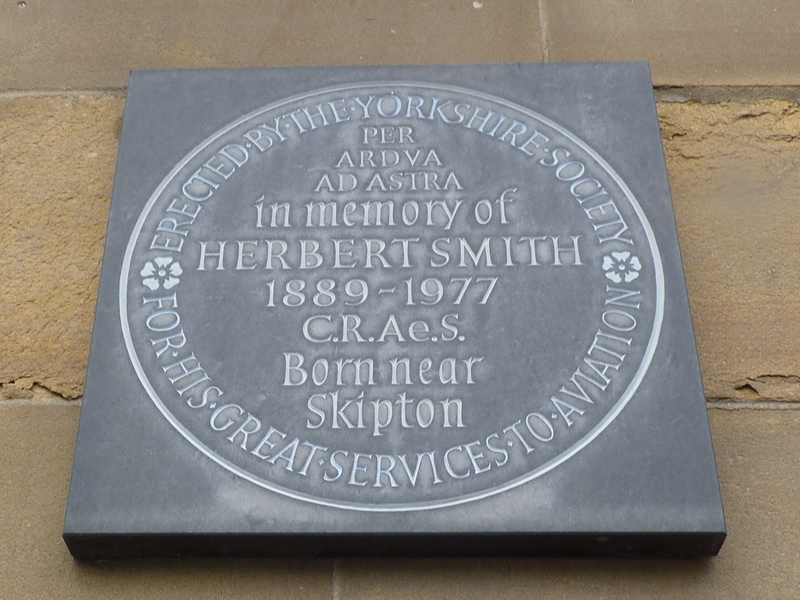 ERECTED·BY·THE·YORKSHIRE·SOCIETY
PER
ARDVA
AD ASTRA
in memory of
HERBERT SMITH
1889-1977
C.R.Ae.S.
Born near
Skipton
FOR·HIS·GREAT·SERVICES·TO·AVIATION